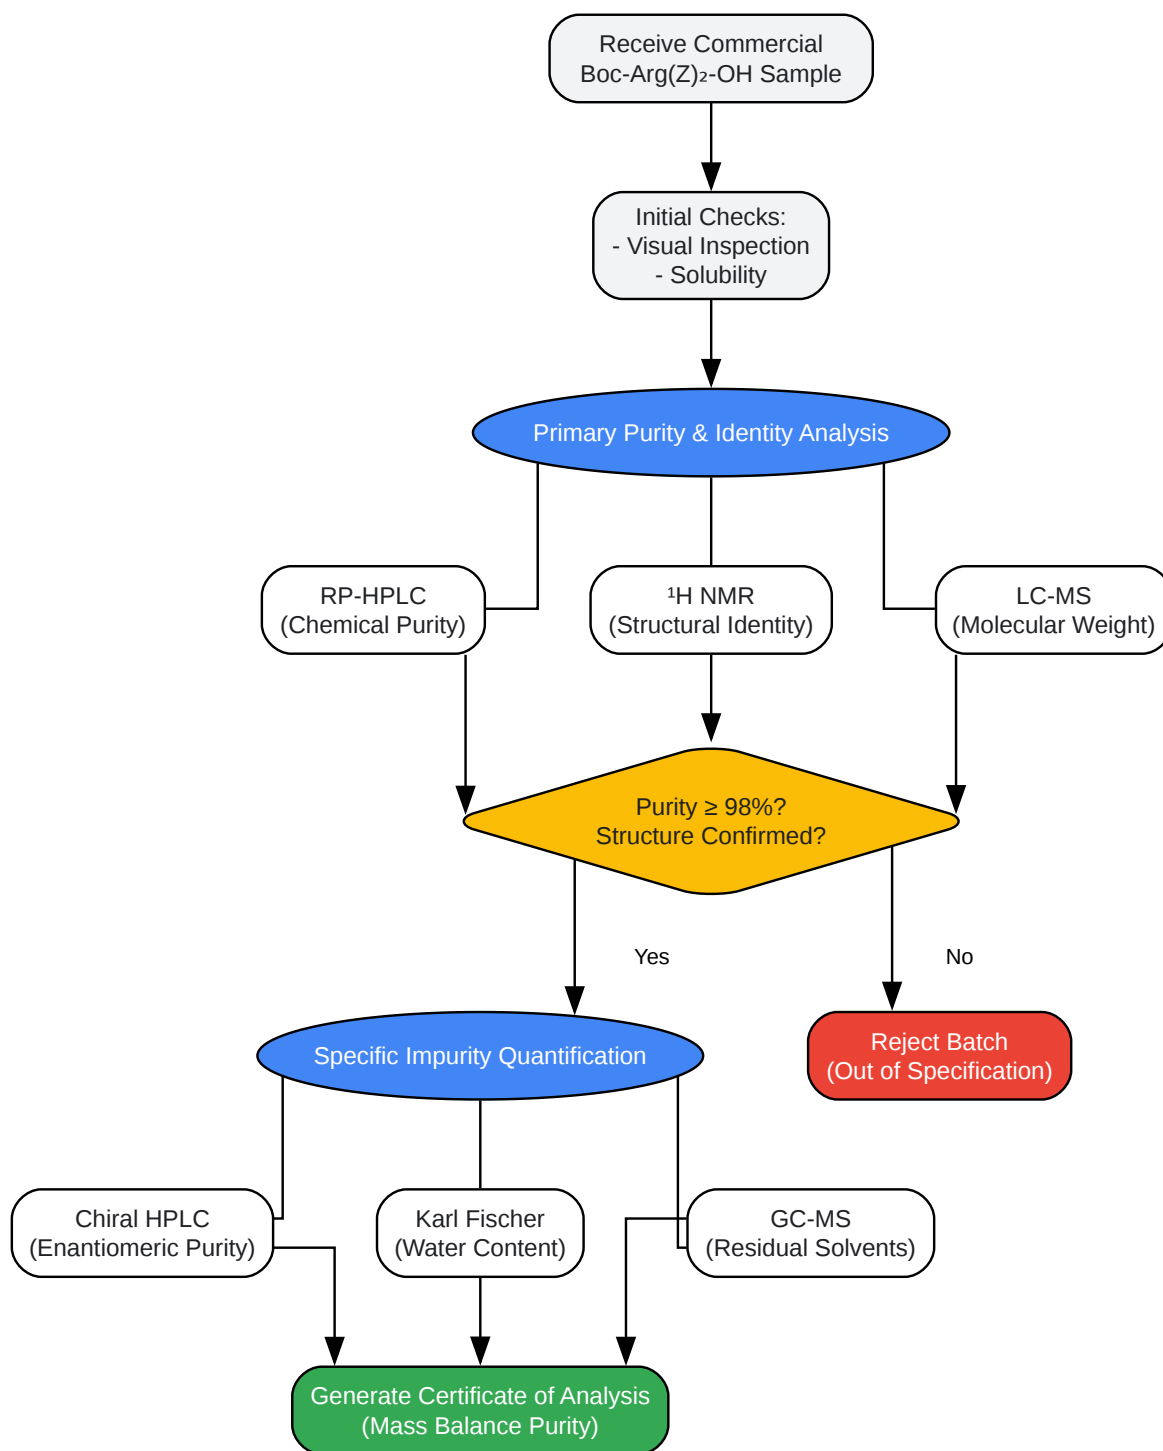 Receive Commercial
Boc-Arg(Z)₂-OH Sample
Initial Checks:
- Visual Inspection
- Solubility
Primary Purity & Identity Analysis
RP-HPLC
(Chemical Purity)
¹H NMR
(Structural Identity)
LC-MS
(Molecular Weight)
Purity ≥ 98%?
Structure Confirmed?
Yes
No
Specific Impurity Quantification
Reject Batch
(Out of Specification)
Chiral HPLC
(Enantiomeric Purity)
Karl Fischer
(Water Content)
GC-MS
(Residual Solvents)
Generate Certificate of Analysis
(Mass Balance Purity)